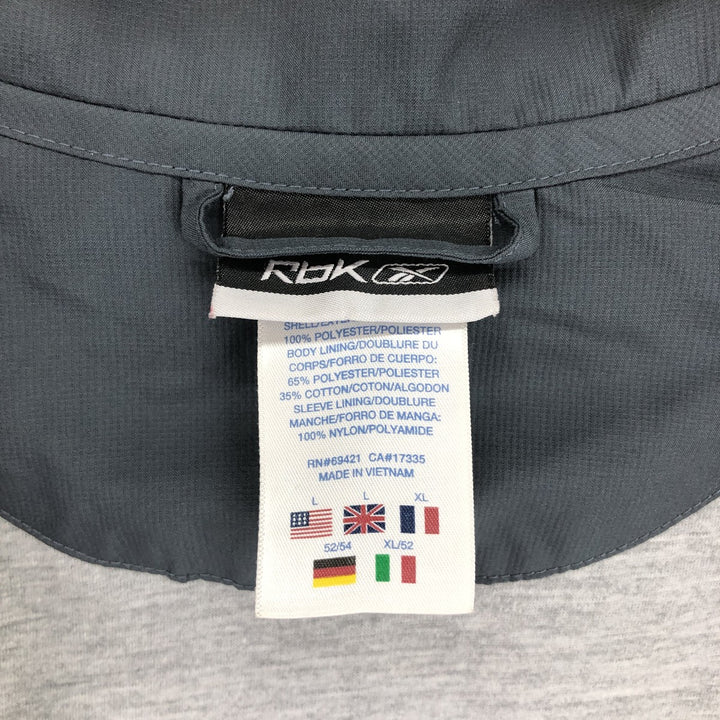 RbK
SHELL/EXTE
100% POLYESTER/POLIESTER
BODY LINING/DOUBLURE DU
CORPS/FORRO DE CUERPO:
65% POLYESTER/POLIESTER
35% COTTON/COTON/ALGODON
SLEEVE LINING/DOUBLURE
MANCHE/FORRO DE MANGA:
100% NYLON/POLYAMIDE
RN#69421 CA#17335
MADE IN VIETNAM
L L XL
52/54 XL/52